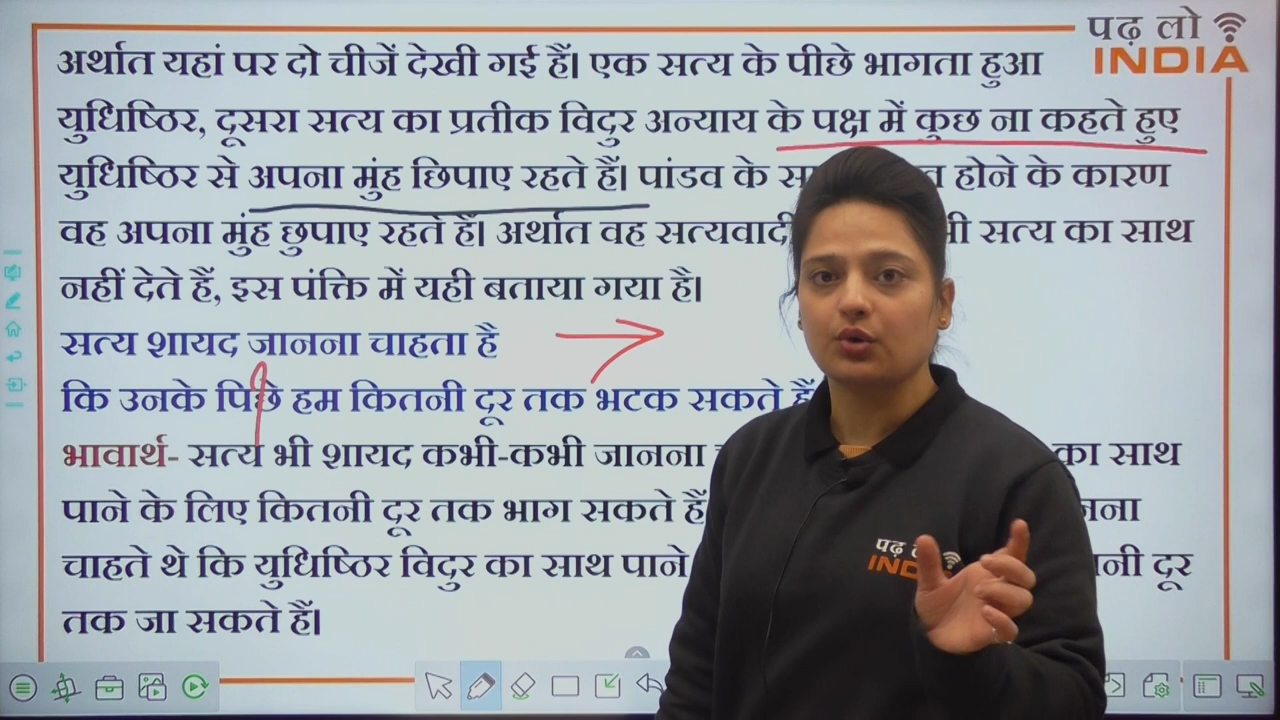 पढ़ लो
INDIA
अर्थात यहां पर दो चीजें देखी गई हैं। एक सत्य के पीछे भागता हुआ
युधिष्ठिर, दूसरा सत्य का प्रतीक विदुर अन्याय के पक्ष में कुछ ना कहते हुए
युधिष्ठिर से अपना मुंह छिपाए रहते हैं। पांडव के होने के कारण
वह अपना मुंह छुपाए रहते हैं। अर्थात वह सत्यवादी सत्य का साथ
नहीं देते हैं, इस पंक्ति में यही बताया गया है।
सत्य शायद जानना चाहता है
कि उनके पिछे हम कितनी दूर तक भटक सकते हैं
भावार्थ- सत्य भी शायद कभी-कभी जानना का साथ
पाने के लिए कितनी दूर तक भाग सकते हैं
चाहते थे कि युधिष्ठिर विदुर का साथ पाने दूर
तक जा सकते हैं।
पढ़ लो